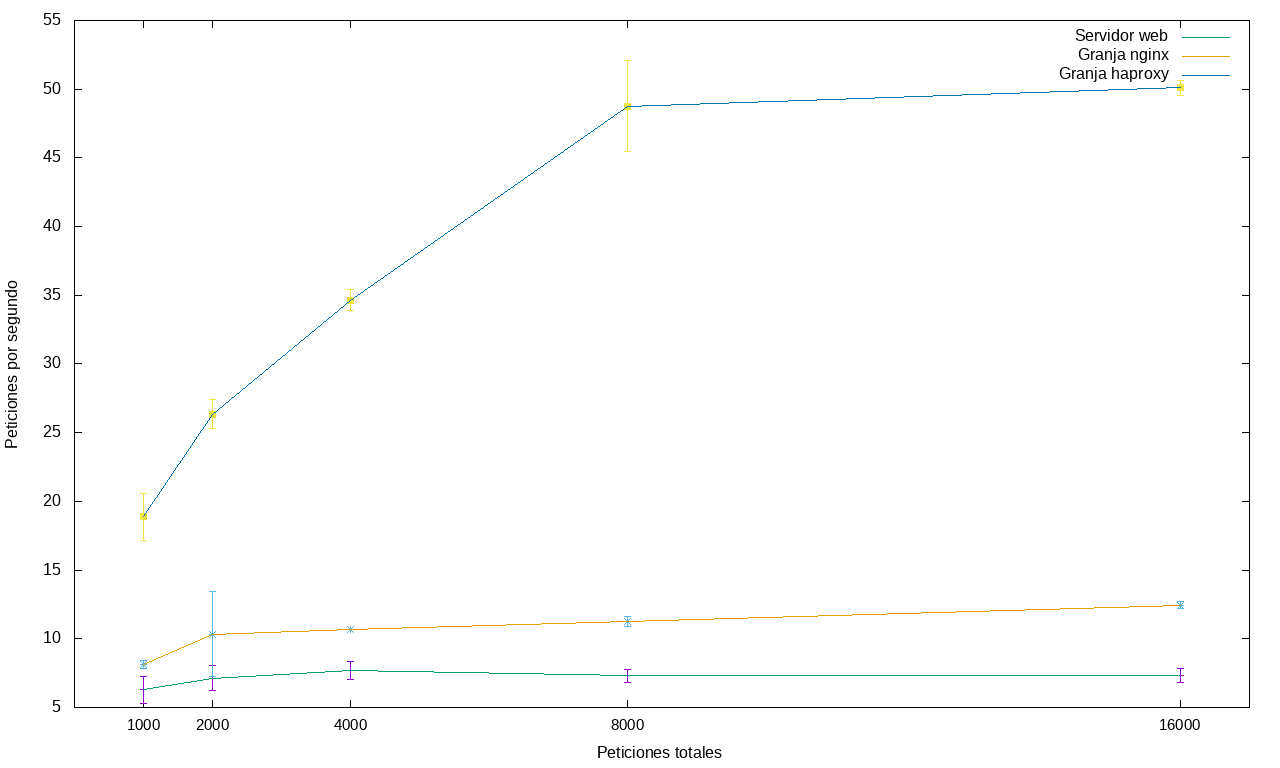 55
50
45
40
35
30
25
20
15
10
5
Peticiones por segundo
Servidor web
Granja nginx
Granja haproxy
1000 2000 4000 8000 16000
Peticiones totales